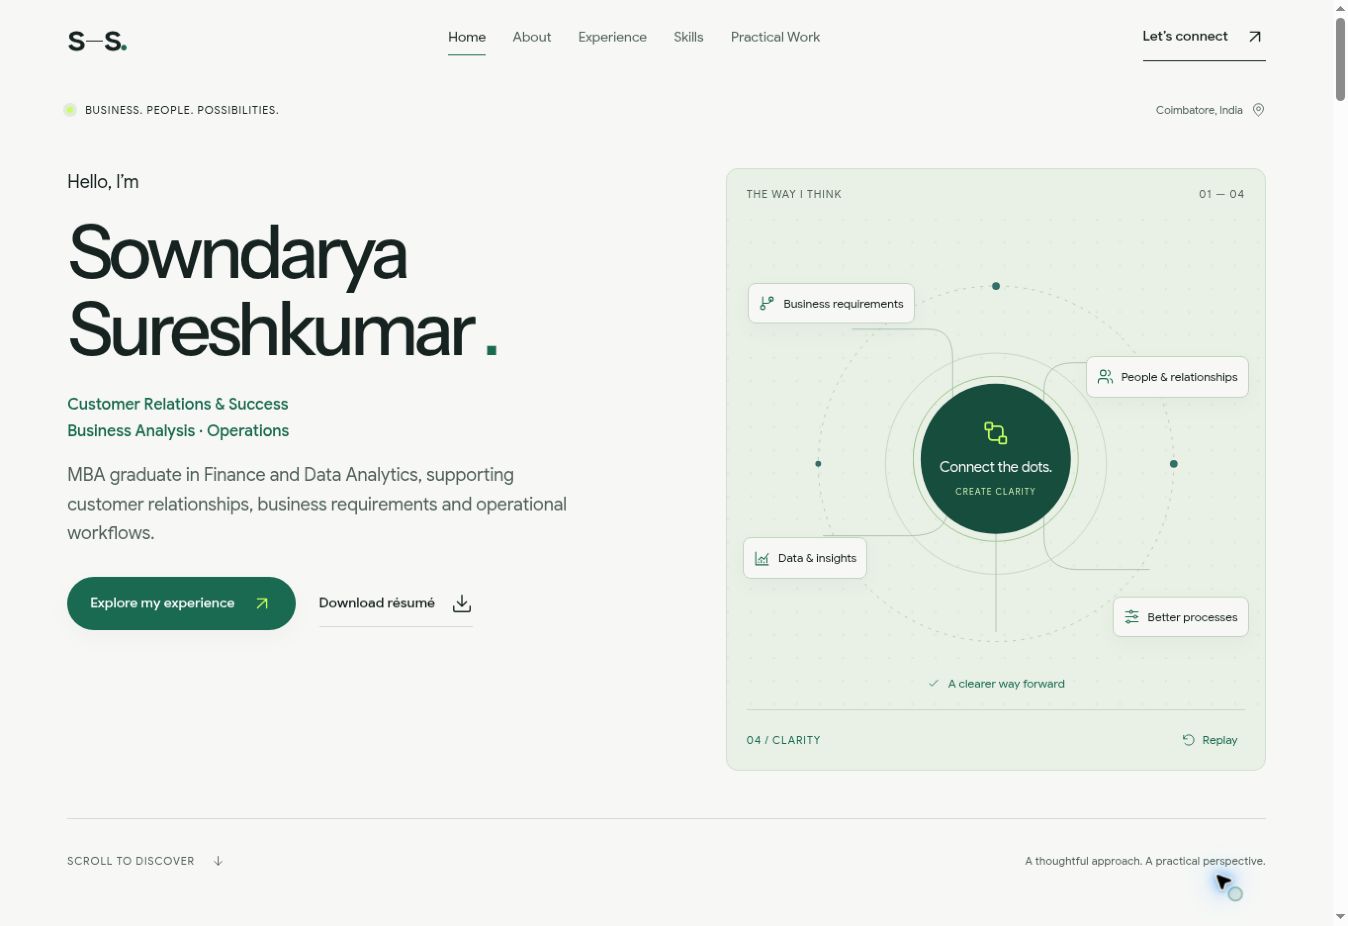 S—S.
Home
About
Experience
Skills
Practical Work
Let's connect
BUSINESS. PEOPLE. POSSIBILITIES.
Coimbatore, India
Hello, I'm
Sowndarya
Sureshkumar.
Customer Relations & Success
Business Analysis · Operations
MBA graduate in Finance and Data Analytics, supporting
customer relationships, business requirements and operational
workflows.
Explore my experience
Download résumé
THE WAY I THINK
01 — 04
Business requirements
People & relationships
Connect the dots.
CREATE CLARITY
Data & insights
Better processes
A clearer way forward
04 / CLARITY
Replay
SCROLL TO DISCOVER
A thoughtful approach. A practical perspective.